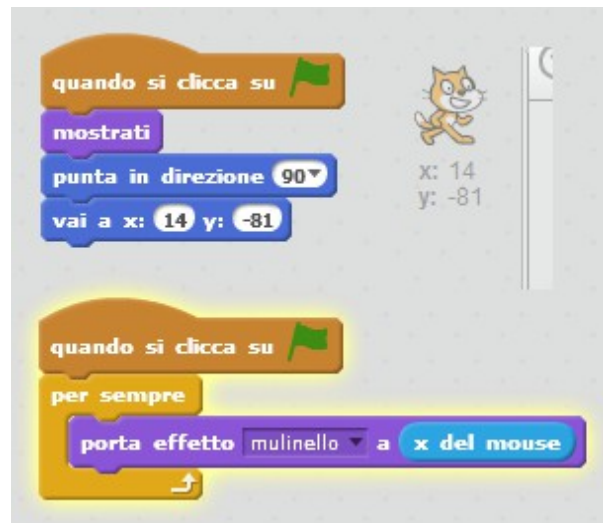 quando si clicca su
mostrati
punta in direzione 90
vai a x: 14 y: -81
x: 14
y: -81
quando si clicca su
per sempre
porta effetto mulinello a x del mouse